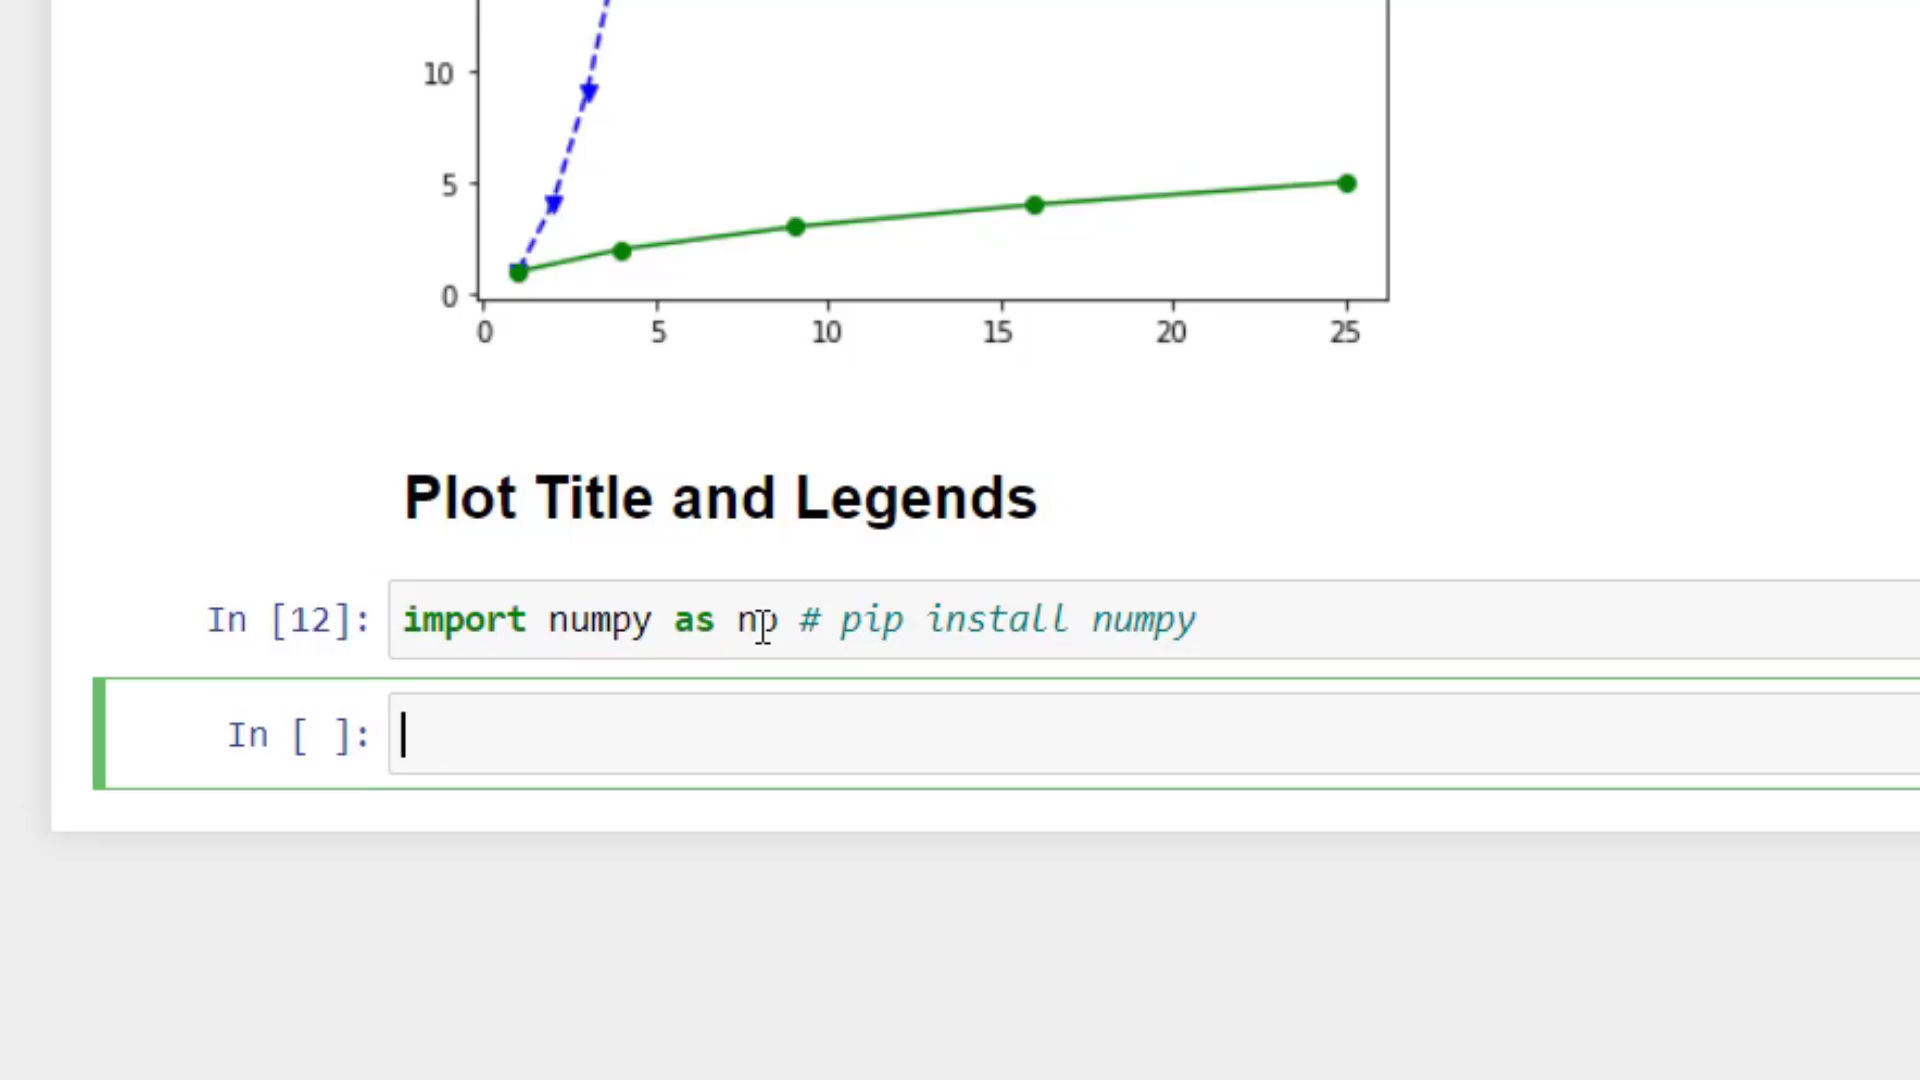 10
5
0
0 5 10 15 20 25
Plot Title and Legends
In [12]: import numpy as np # pip install numpy
In [ ]: